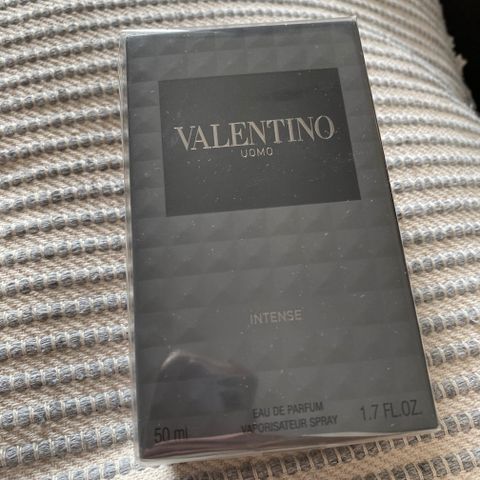 VALENTINO
UOMO
INTENSE
EAU DE PARFUM
50 ml VAPORISATEUR SPRAY 1.7 FL.OZ.